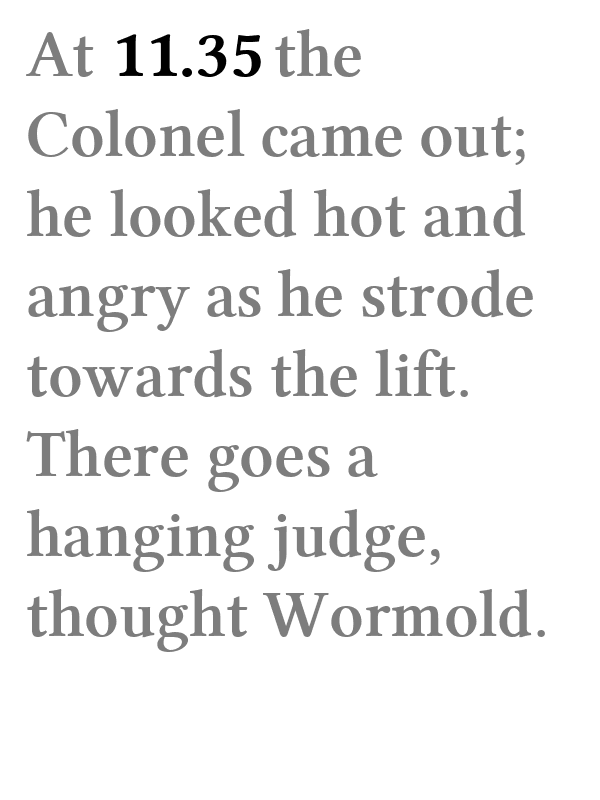 At 11.35 the
Colonel came out;
he looked hot and
angry as he strode
towards the lift.
There goes a
hanging judge,
thought Wormold.